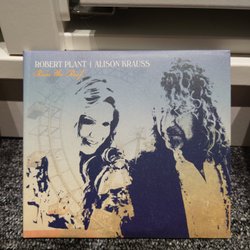 ROBERT PLANT | ALISON KRAUSS
Raise the Roof